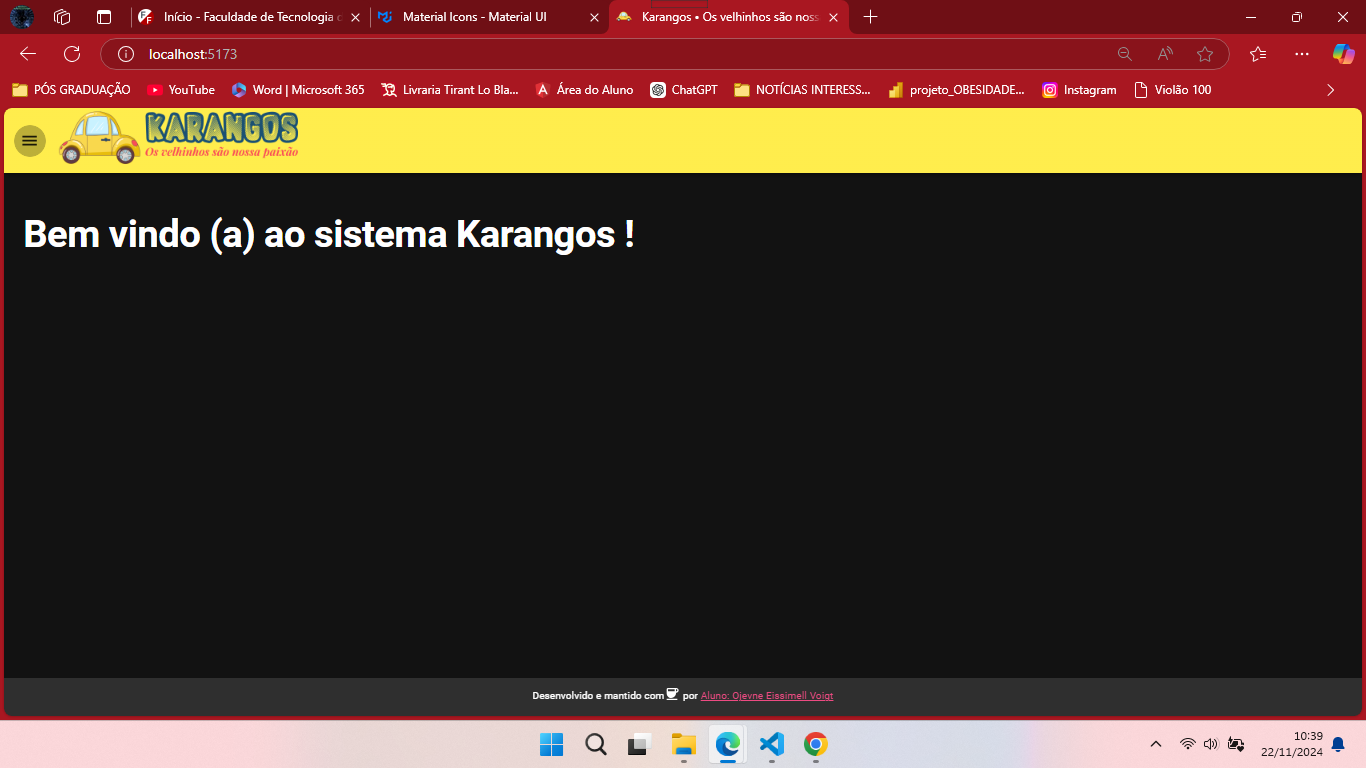 Início - Faculdade de Tecnologia
Material Icons - Material UI
Karangos • Os velhinhos são noss
localhost:5173
PÓS GRADUAÇÃO
YouTube
Word | Microsoft 365
Livraria Tirant Lo Bla...
Área do Aluno
ChatGPT
NOTÍCIAS INTERESS...
projeto_OBESIDADE...
Instagram
Violão 100
KARANGOS
Os velhinhos são nossa paixão
Bem vindo (a) ao sistema Karangos !
Desenvolvido e mantido com por Aluno: Ojevne Eissimell Voigt
10:39
22/11/2024